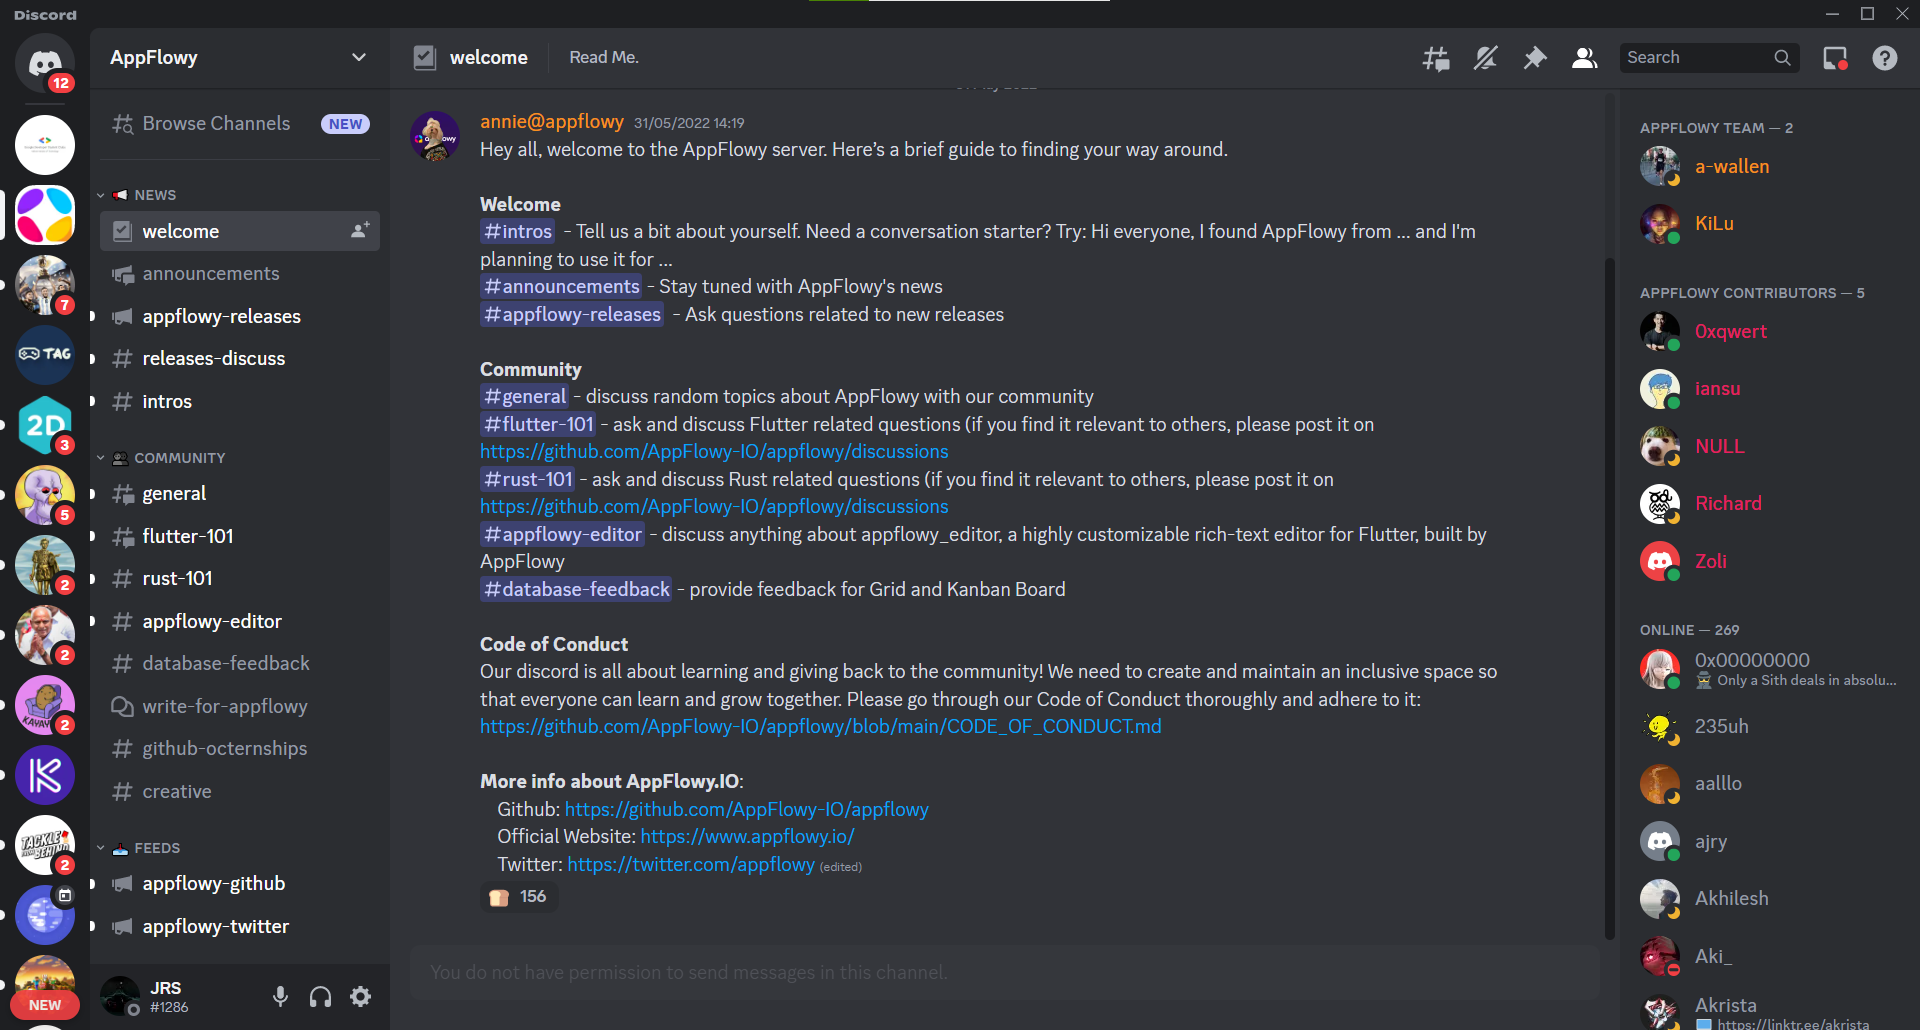 Discord
12
7
TAG
2D
3
5
2
2
KAYAYA
2
TACKLE
FROM
BEHIND
2
NEW
AppFlowy
Browse Channels NEW
NEWS
welcome
announcements
appflowy-releases
releases-discuss
intros
COMMUNITY
general
flutter-101
rust-101
appflowy-editor
database-feedback
write-for-appflowy
github-octernships
creative
FEEDS
appflowy-github
appflowy-twitter
JRS
#1286
welcome Read Me.
Search
annie@appflowy 31/05/2022 14:19
Hey all, welcome to the AppFlowy server. Here’s a brief guide to finding your way around.
Welcome
#intros - Tell us a bit about yourself. Need a conversation starter? Try: Hi everyone, I found AppFlowy from ... and I'm
planning to use it for ...
#announcements - Stay tuned with AppFlowy's news
#appflowy-releases - Ask questions related to new releases
Community
#general - discuss random topics about AppFlowy with our community
#flutter-101 - ask and discuss Flutter related questions (if you find it relevant to others, please post it on
https://github.com/AppFlowy-IO/appflowy/discussions
#rust-101 - ask and discuss Rust related questions (if you find it relevant to others, please post it on
https://github.com/AppFlowy-IO/appflowy/discussions
#appflowy-editor - discuss anything about appflowy_editor, a highly customizable rich-text editor for Flutter, built by
AppFlowy
#database-feedback - provide feedback for Grid and Kanban Board
Code of Conduct
Our discord is all about learning and giving back to the community! We need to create and maintain an inclusive space so
that everyone can learn and grow together. Please go through our Code of Conduct thoroughly and adhere to it:
https://github.com/AppFlowy-IO/appflowy/blob/main/CODE_OF_CONDUCT.md
More info about AppFlowy.IO:
Github: https://github.com/AppFlowy-IO/appflowy
Official Website: https://www.appflowy.io/
Twitter: https://twitter.com/appflowy (edited)
156
You do not have permission to send messages in this channel.
APPFLOWY TEAM — 2
a-wallen
KiLu
APPFLOWY CONTRIBUTORS — 5
0xqwert
iansu
NULL
Richard
Zoli
ONLINE — 269
0x00000000
Only a Sith deals in absolu...
235uh
aalllo
ajry
Akhilesh
Aki_
Akrista
https://linktr.ee/akrista